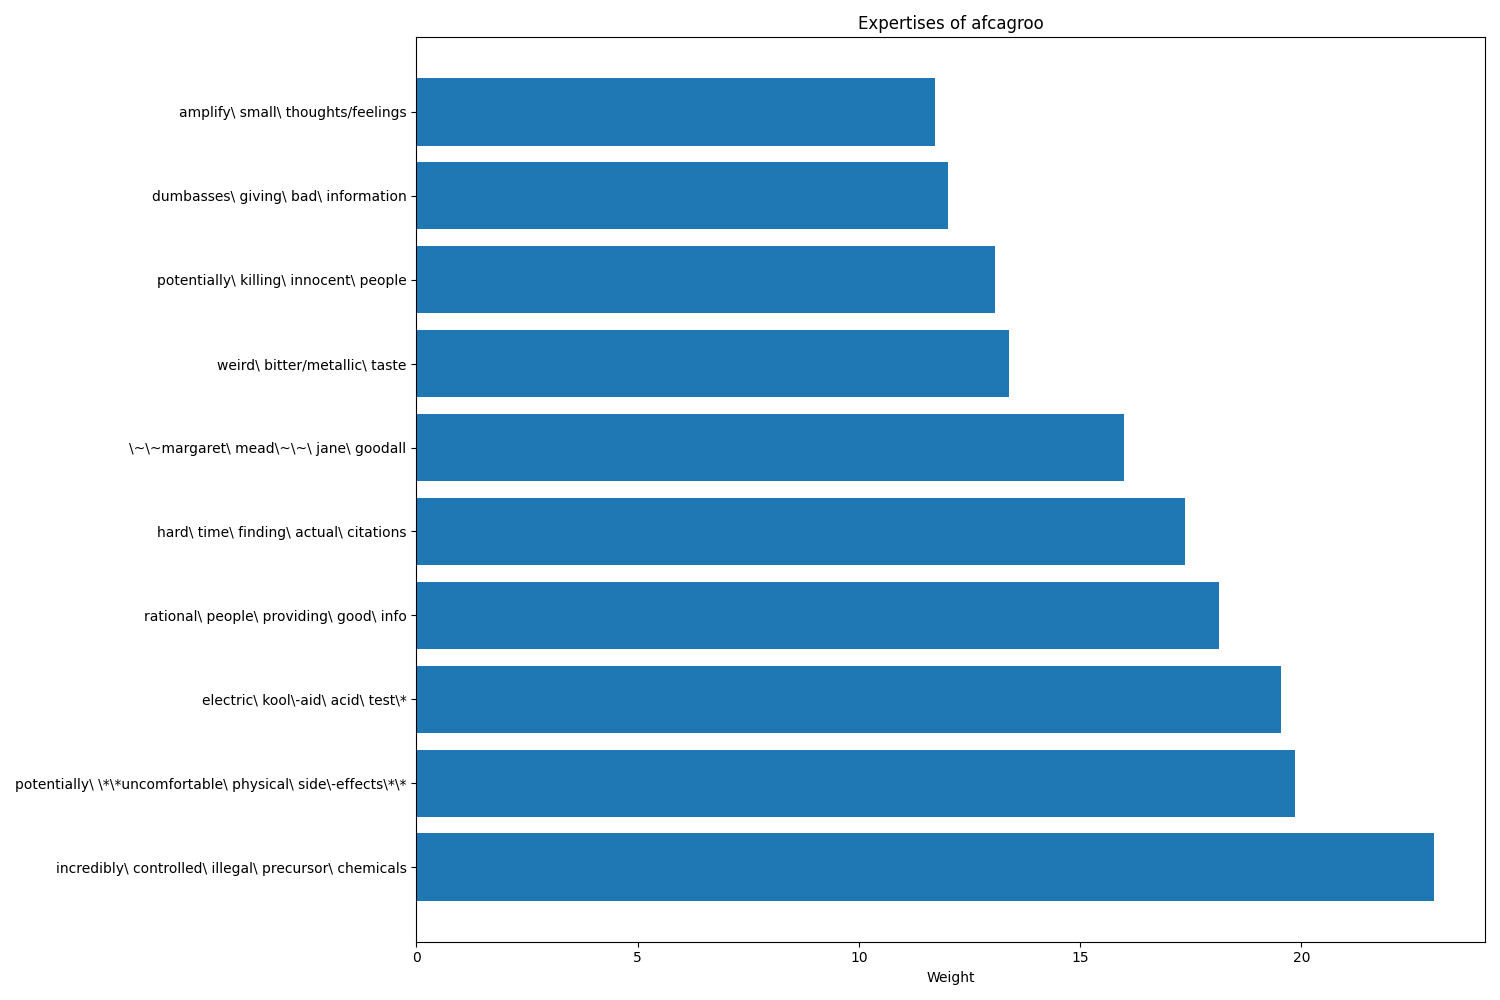 Expertises of afcagroo
amplify\ small\ thoughts/feelings
dumbasses\ giving\ bad\ information
potentially\ killing\ innocent\ people
weird\ bitter/metallic\ taste
\~\~margaret\ mead\~\~\ jane\ goodall
hard\ time\ finding\ actual\ citations
rational\ people\ providing\ good\ info
electric\ kool\-aid\ acid\ test\*
potentially\ \*\*uncomfortable\ physical\ side\-effects\*\*
incredibly\ controlled\ illegal\ precursor\ chemicals
0 5 10 15 20
Weight